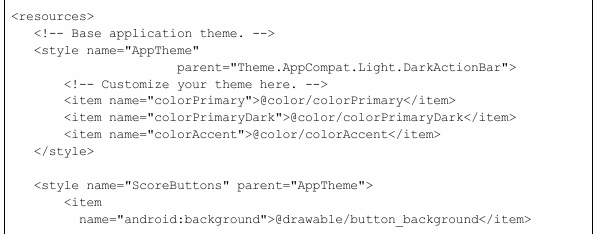 <resources>
<!-- Base application theme. -->
<style name="AppTheme"
parent="Theme.AppCompat.Light.DarkActionBar">
<!-- Customize your theme here. -->
<item name="colorPrimary">@color/colorPrimary</item>
<item name="colorPrimaryDark">@color/colorPrimaryDark</item>
<item name="colorAccent">@color/colorAccent</item>
</style>
<style name="ScoreButtons" parent="AppTheme">
<item
name="android:background">@drawable/button_background</item>